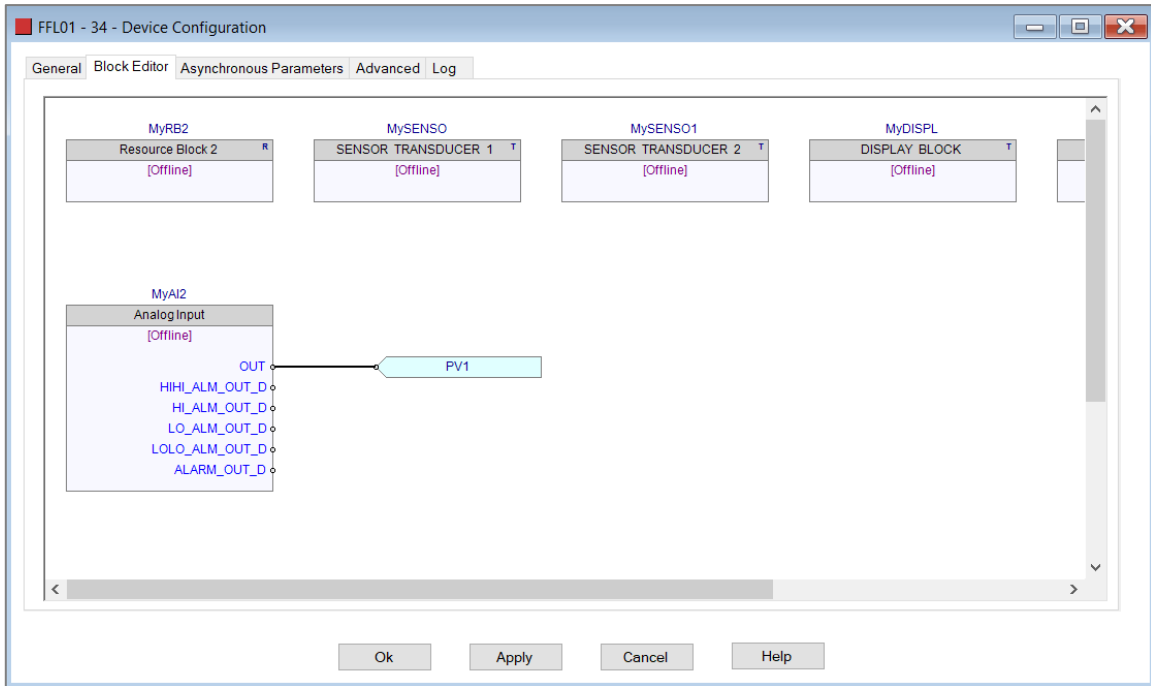 FFL01 - 34 - Device Configuration
General Block Editor Asynchronous Parameters Advanced Log
MyRB2 MySENSO MySENSO1 MyDISPL
Resource Block 2 R SENSOR TRANSDUCER 1 T SENSOR TRANSDUCER 2 T DISPLAY BLOCK T
[Offline] [Offline] [Offline] [Offline]
MyAI2
Analog Input
[Offline]
OUT PV1
HIHI_ALM_OUT_D
HI_ALM_OUT_D
LO_ALM_OUT_D
LOLO_ALM_OUT_D
ALARM_OUT_D
Ok Apply Cancel Help